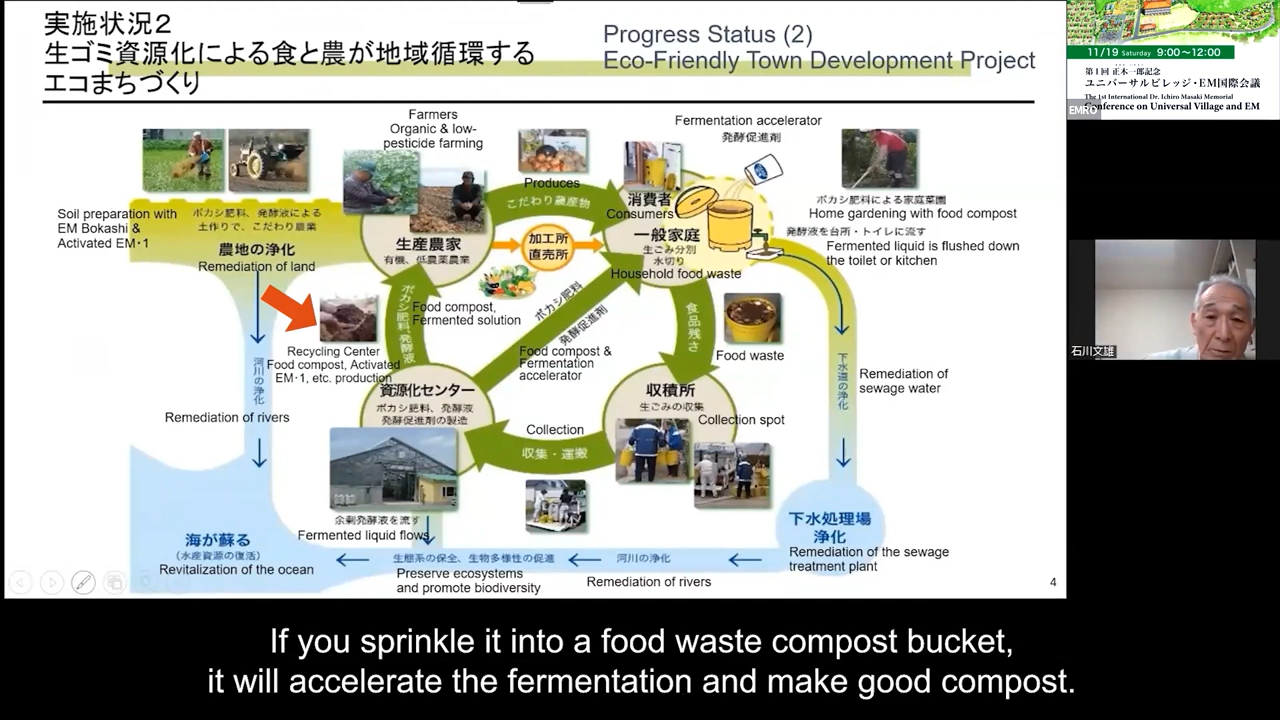 実施状況2
生ゴミ資源化による食と農が地域循環する
エコまちづくり
Progress Status (2)
Eco-Friendly Town Development Project
Farmers
Organic & low-
pesticide farming
Fermentation accelerator
発酵促進剤
Produces
こだわり農産物
消費者
Consumers
一般家庭
生ごみ分別
水切り
Household food waste
ボカシ肥料による家庭菜園
Home gardening with food compost
発酵液を台所・トイレに流す
Fermented liquid is flushed down
the toilet or kitchen
Soil preparation with
EM Bokashi &
Activated EM・1
ボカシ肥料、発酵液による
土作りで、こだわり農業
農地の浄化
Remediation of land
生産農家
有機、低農薬農業
加工所
直売所
ボカシ肥料、発酵液
Food compost,
Fermented solution
ボカシ肥料
発酵促進剤
Food compost &
Fermentation
accelerator
食品残さ
Food waste
Recycling Center
Food compost, Activated
EM・1, etc. production
河川の浄化
Remediation of rivers
下水道の浄化
Remediation of
sewage water
資源化センター
ボカシ肥料、発酵液
発酵促進剤の製造
収積所
生ごみの収集
Collection spot
Collection
収集・運搬
余剰発酵液を流す
Fermented liquid flows
下水処理場
浄化
Remediation of the sewage
treatment plant
海が蘇る
(水産資源の復活)
Revitalization of the ocean
生態系の保全、生物多様性の促進
Preserve ecosystems
and promote biodiversity
河川の浄化
Remediation of rivers
4
11/19 Saturday 9:00〜12:00
第1回 正木一郎記念
ユニバーサルビレッジ・EM国際会議
The 1st International Dr. Ichiro Masaki Memorial
Conference on Universal Village and EM
EMRO
石川文雄
If you sprinkle it into a food waste compost bucket,
it will accelerate the fermentation and make good compost.